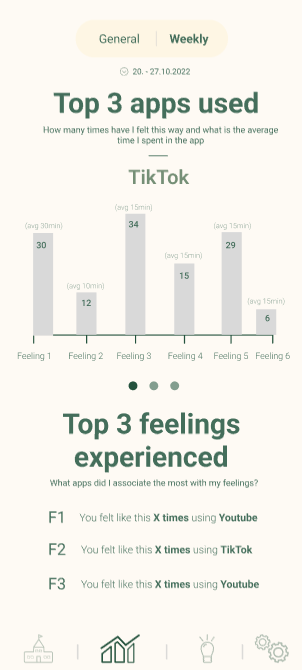 General Weekly
20. - 27.10.2022
Top 3 apps used
How many times have I felt this way and what is the average
time I spent in the app
TikTok
(avg 15min)
34
(avg 39min)
30
(avg 15min)
29
(avg 15min)
15
(avg 10min)
12
(avg 15min)
6
Feeling 1 Feeling 2 Feeling 3 Feeling 4 Feeling 5 Feeling 6
Top 3 feelings
experienced
What apps did I associate the most with my feelings?
F1 You felt like this X times using Youtube
F2 You felt like this X times using TikTok
F3 You felt like this X times using Youtube